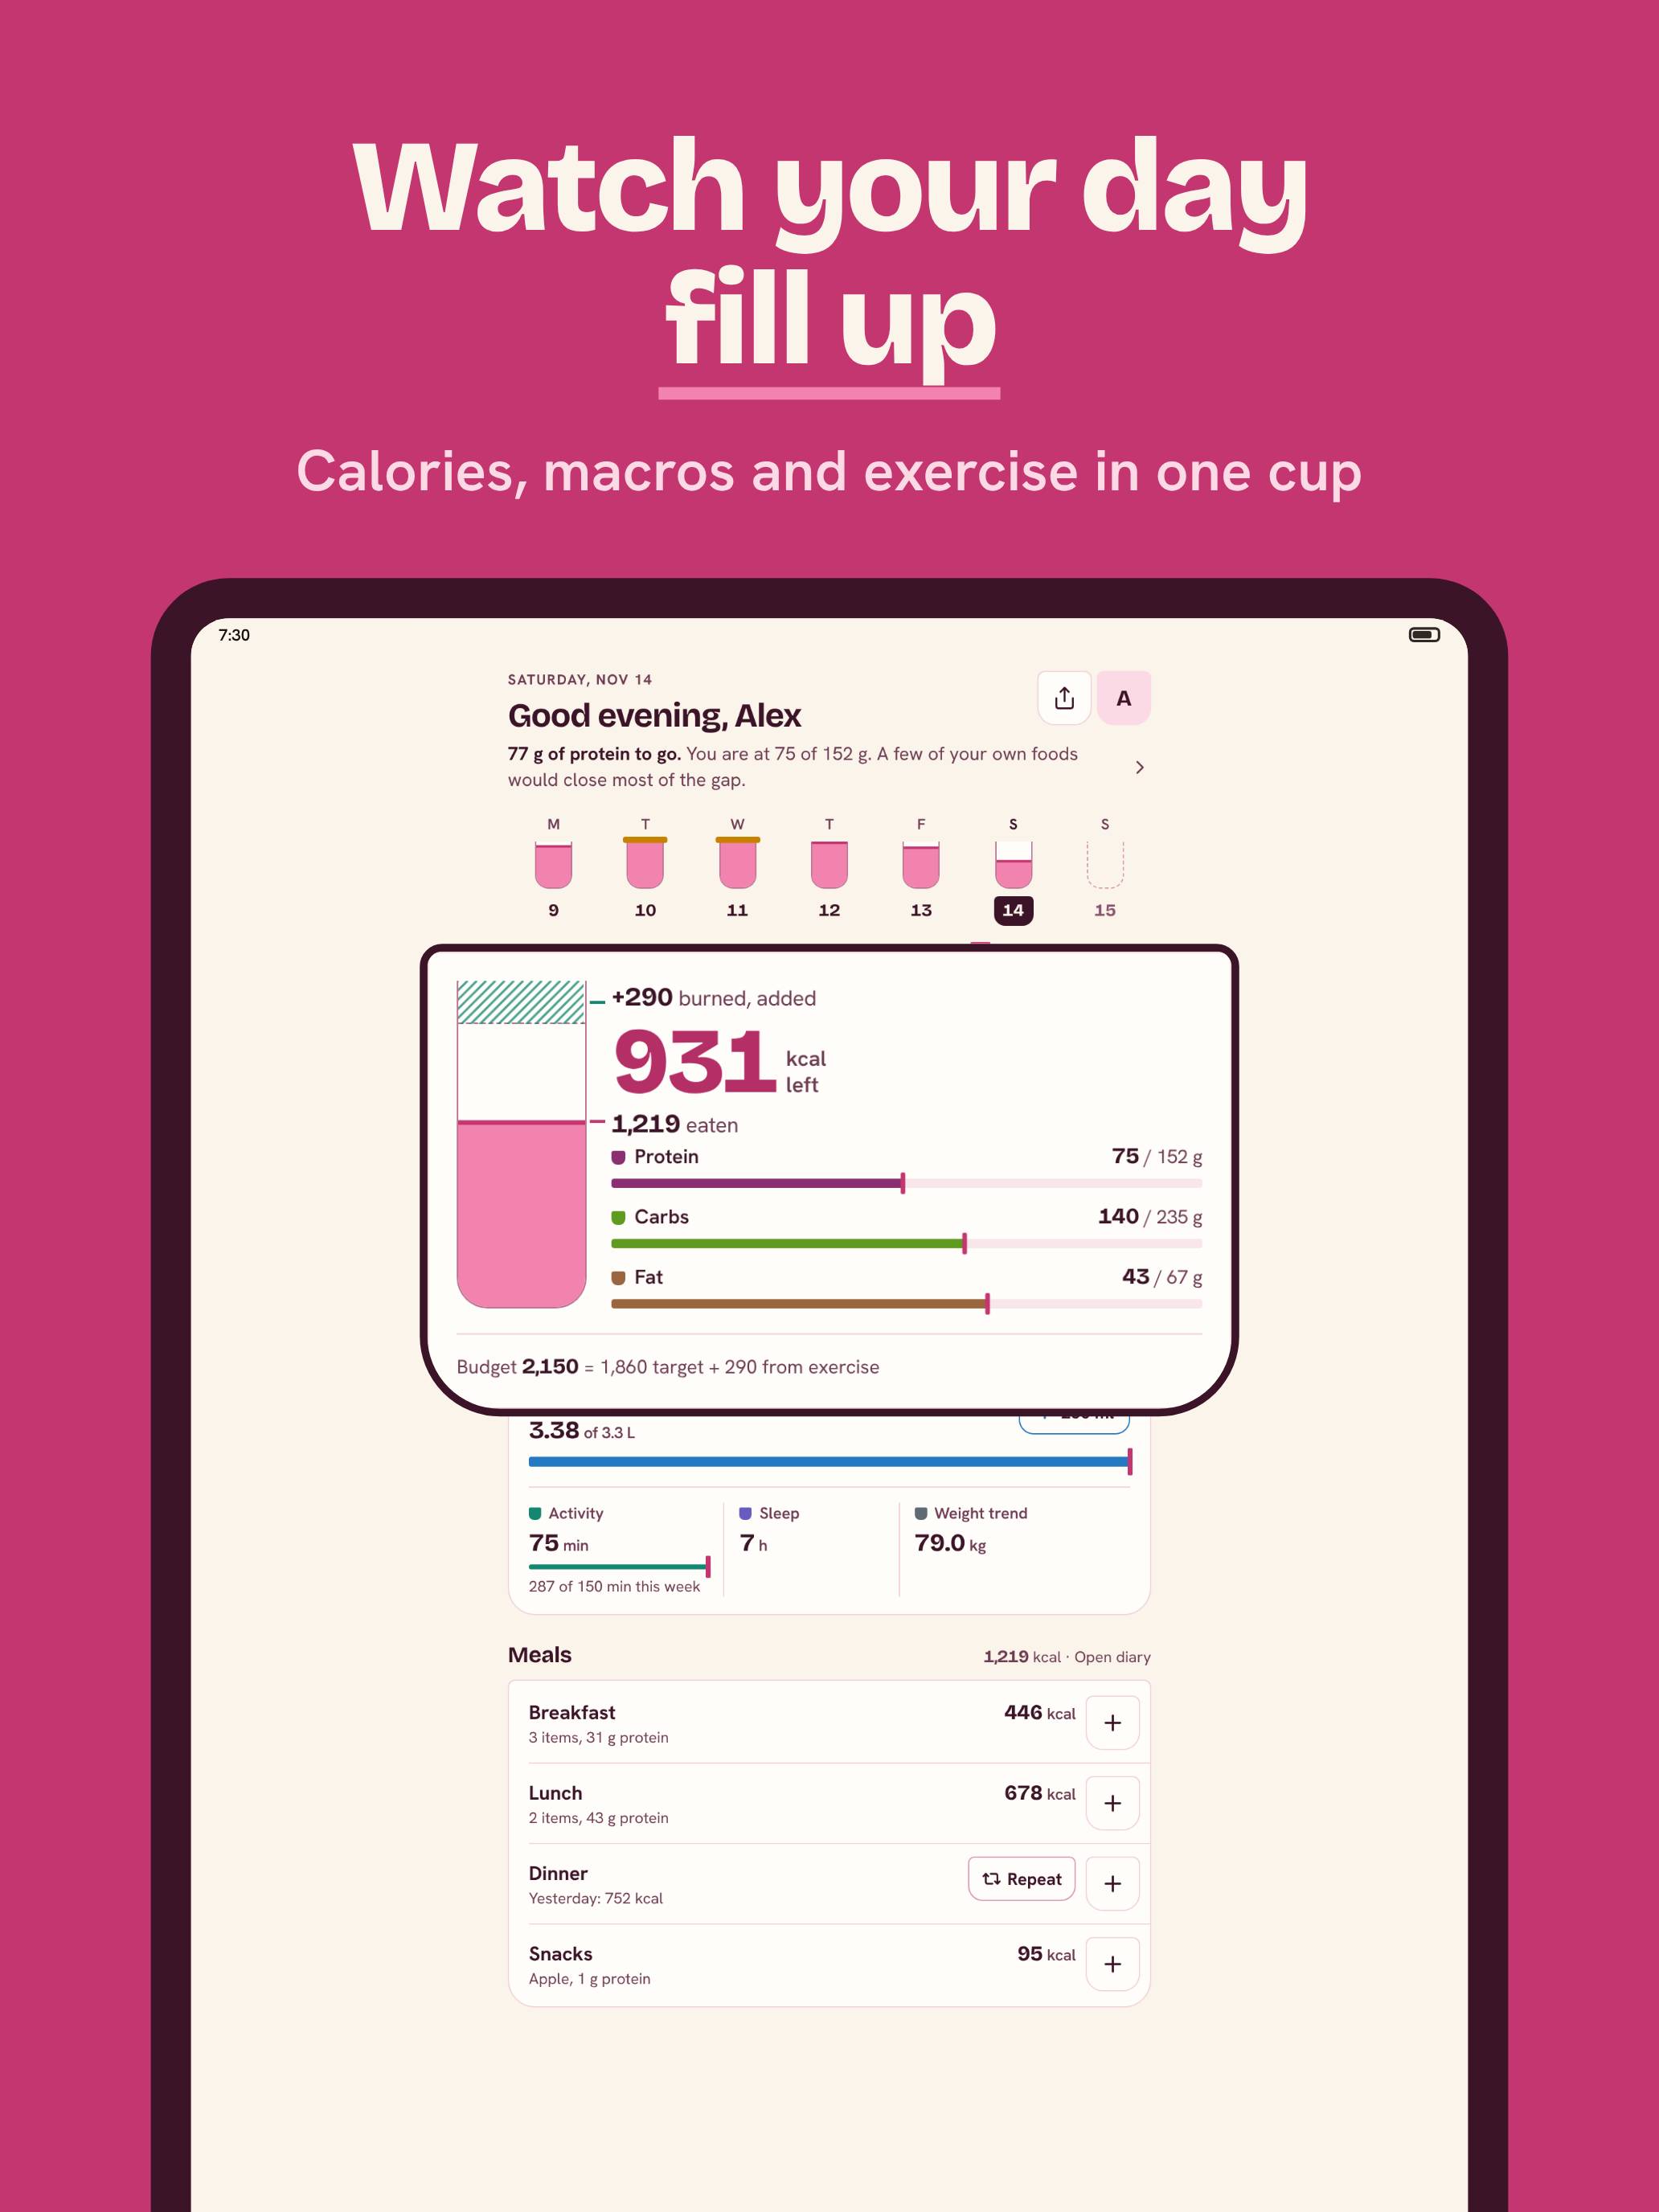 Watch your day
fill up
Calories, macros and exercise in one cup
7:30
SATURDAY, NOV 14
Good evening, Alex
A
77 g of protein to go. You are at 75 of 152 g. A few of your own foods
would close most of the gap.
M T W T F S S
9 10 11 12 13 14 15
+290 burned, added
931 kcal left
1,219 eaten
Protein 75 / 152 g
Carbs 140 / 235 g
Fat 43 / 67 g
Budget 2,150 = 1,860 target + 290 from exercise
3.38 of 3.3 L
Activity Sleep Weight trend
75 min 7 h 79.0 kg
287 of 150 min this week
Meals 1,219 kcal · Open diary
Breakfast 446 kcal
3 items, 31 g protein
Lunch 678 kcal
2 items, 43 g protein
Dinner Repeat
Yesterday: 752 kcal
Snacks 95 kcal
Apple, 1 g protein